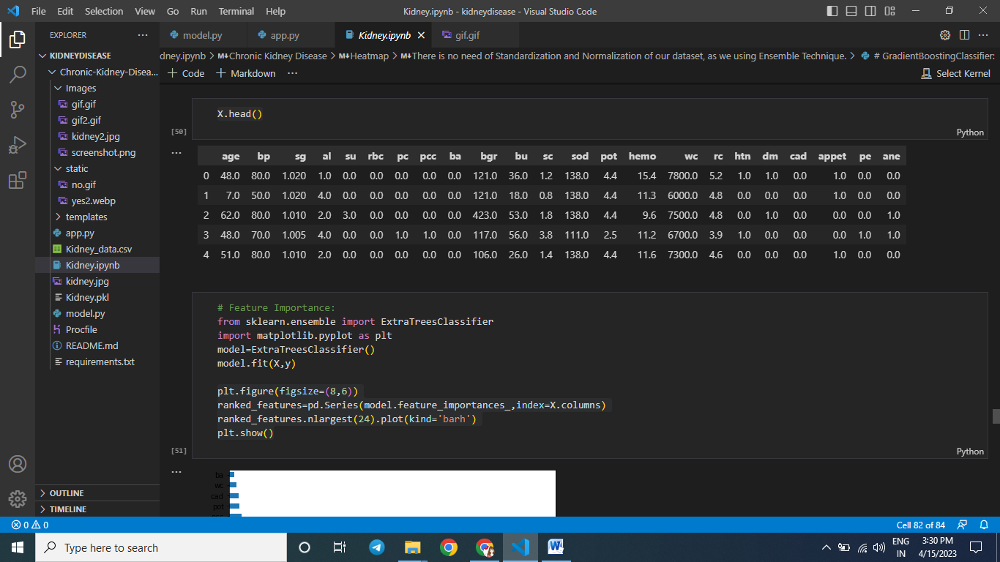 File Edit Selection View Go Run Terminal Help Kidney.ipynb - kidneydisease - Visual Studio Code
EXPLORER
model.py app.py Kidney.ipynb gif.gif
KIDNEYDISEASE
dney.ipynb > M↓Chronic Kidney Disease > M↓Heatmap > M↓There is no need of Standardization and Normalization of our dataset, as we using Ensemble Technique. > # GradientBoostingClassifier:
+ Code + Markdown ··· Select Kernel
Chronic-Kidney-Disea...
Images
gif.gif
gif2.gif
kidney2.jpg
screenshot.png
static
no.gif
yes2.webp
templates
app.py
Kidney_data.csv
Kidney.ipynb
kidney.jpg
Kidney.pkl
model.py
Procfile
README.md
requirements.txt
OUTLINE
TIMELINE
X.head()
[50] Python
age bp sg al su rbc pc pcc ba bgr bu sc sod pot hemo wc rc htn dm cad appet pe ane
0 48.0 80.0 1.020 1.0 0.0 0.0 0.0 0.0 0.0 121.0 36.0 1.2 138.0 4.4 15.4 7800.0 5.2 1.0 1.0 0.0 1.0 0.0 0.0
1 7.0 50.0 1.020 4.0 0.0 0.0 0.0 0.0 0.0 121.0 18.0 0.8 138.0 4.4 11.3 6000.0 4.8 0.0 0.0 0.0 1.0 0.0 0.0
2 62.0 80.0 1.010 2.0 3.0 0.0 0.0 0.0 0.0 423.0 53.0 1.8 138.0 4.4 9.6 7500.0 4.8 0.0 1.0 0.0 0.0 0.0 1.0
3 48.0 70.0 1.005 4.0 0.0 0.0 1.0 1.0 0.0 117.0 56.0 3.8 111.0 2.5 11.2 6700.0 3.9 1.0 0.0 0.0 0.0 1.0 1.0
4 51.0 80.0 1.010 2.0 0.0 0.0 0.0 0.0 0.0 106.0 26.0 1.4 138.0 4.4 11.6 7300.0 4.6 0.0 0.0 0.0 1.0 0.0 0.0
# Feature Importance:
from sklearn.ensemble import ExtraTreesClassifier
import matplotlib.pyplot as plt
model=ExtraTreesClassifier()
model.fit(X,y)
plt.figure(figsize=(8,6))
ranked_features=pd.Series(model.feature_importances_,index=X.columns)
ranked_features.nlargest(24).plot(kind='barh')
plt.show()
[51] Python
ba
wc
cad
pot
0 0 Cell 82 of 84
Type here to search ENG 3:30 PM
IN 4/15/2023